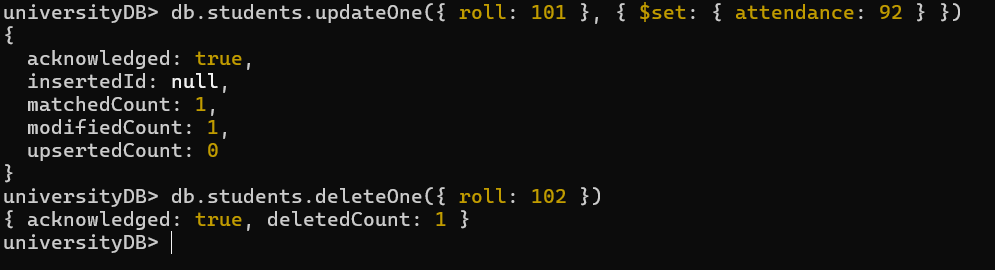 universityDB> db.students.updateOne({ roll: 101 }, { $set: { attendance: 92 } })
{
  acknowledged: true,
  insertedId: null,
  matchedCount: 1,
  modifiedCount: 1,
  upsertedCount: 0
}
universityDB> db.students.deleteOne({ roll: 102 })
{ acknowledged: true, deletedCount: 1 }
universityDB>